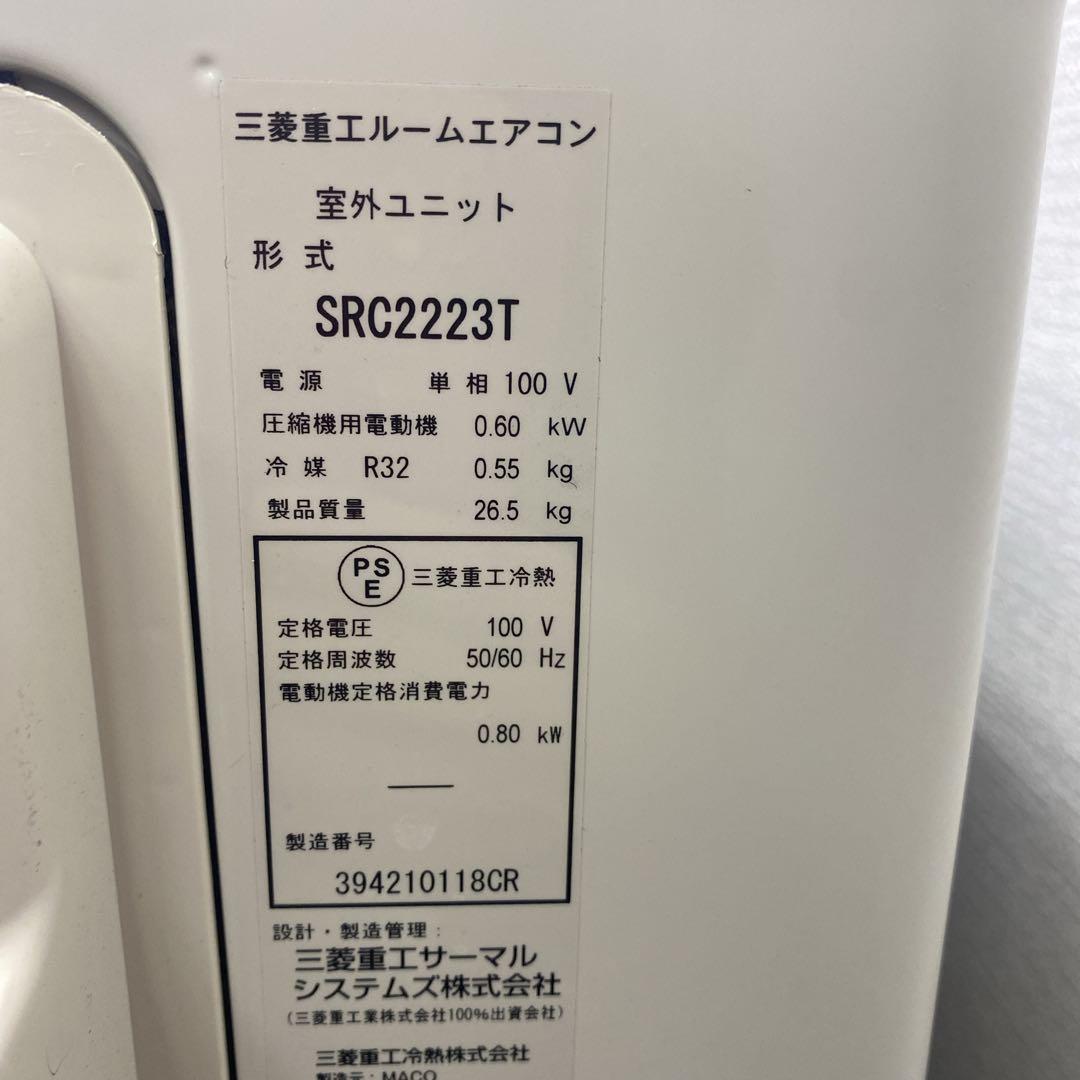 三菱重工ルームエアコン
室外ユニット
形 式
SRC2223T
電 源 単 相 100 V
圧縮機用電動機 0.60 kW
冷 媒 R32 0.55 kg
製品質量 26.5 kg
PS
E 三菱重工冷熱
定格電圧 100 V
定格周波数 50/60 Hz
電動機定格消費電力
0.80 kW
製造番号
394210118CR
設計・製造管理:
三菱重工サーマル
システムズ株式会社
(三菱重工業株式会社100%出資会社)
三菱重工冷熱株式会社
製造元:MACO